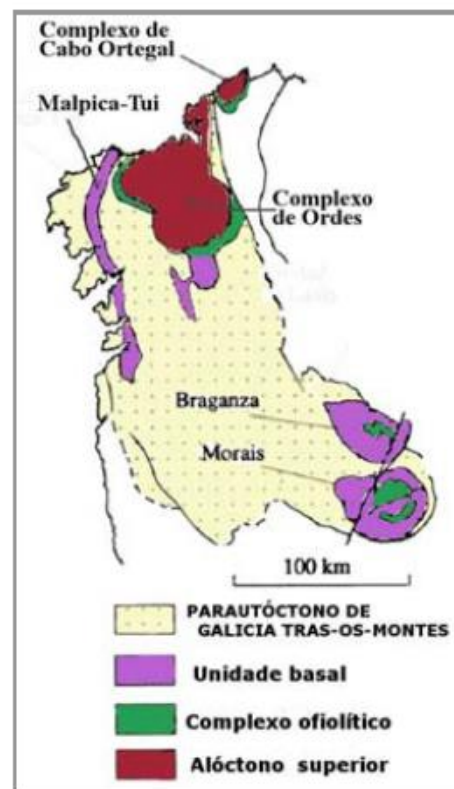 Complexo de
Cabo Ortegal
Malpica-Tui
Complexo
de Ordes
Braganza
Morais
100 km
PARAUTÓCTONO DE
GALICIA TRAS-OS-MONTES
Unidade basal
Complexo ofiolítico
Alóctono superior